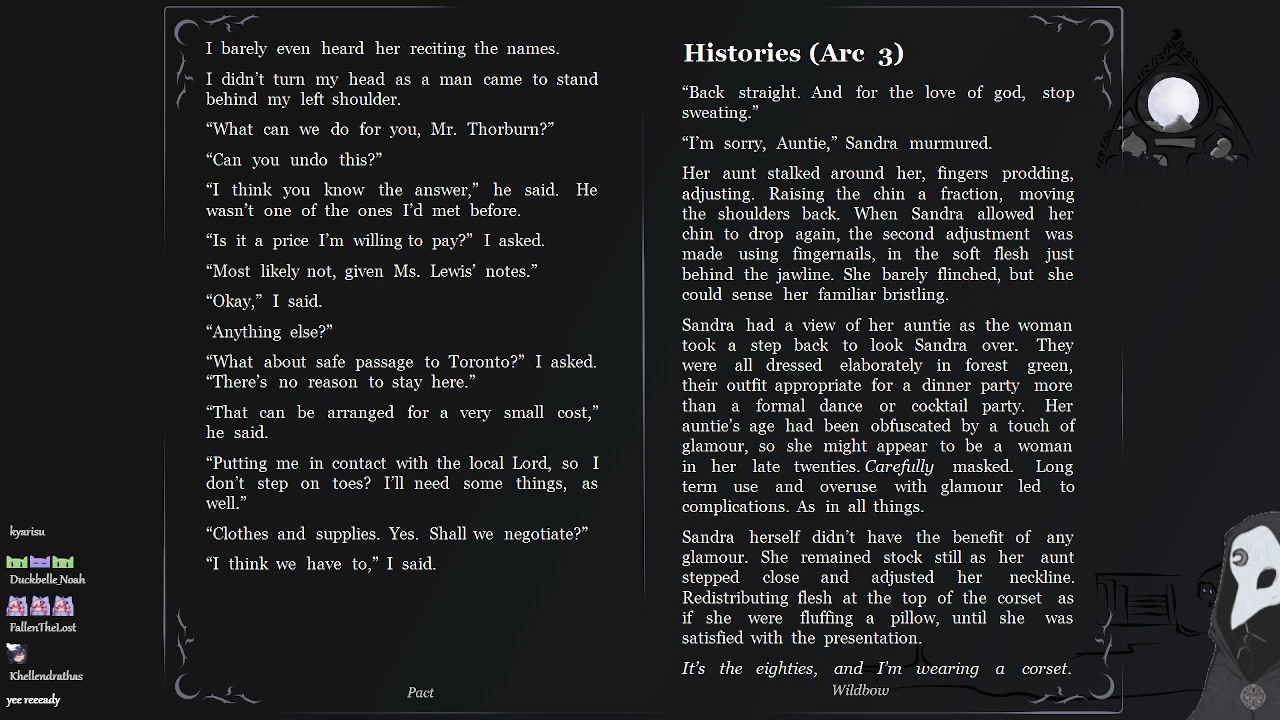 I barely even heard her reciting the names.
I didn't turn my head as a man came to stand
behind my left shoulder.
“What can we do for you, Mr. Thorburn?”
“Can you undo this?”
“I think you know the answer,” he said. He
wasn't one of the ones I'd met before.
“Is it a price I'm willing to pay?” I asked.
“Most likely not, given Ms. Lewis' notes.”
“Okay,” I said.
“Anything else?”
“What about safe passage to Toronto?” I asked.
“There's no reason to stay here.”
“That can be arranged for a very small cost,”
he said.
“Putting me in contact with the local Lord, so I
don't step on toes? I'll need some things, as
well.”
“Clothes and supplies. Yes. Shall we negotiate?”
“I think we have to,” I said.
Pact
Histories (Arc 3)
“Back straight. And for the love of god, stop
sweating.”
“I'm sorry, Auntie,” Sandra murmured.
Her aunt stalked around her, fingers prodding,
adjusting. Raising the chin a fraction, moving
the shoulders back. When Sandra allowed her
chin to drop again, the second adjustment was
made using fingernails, in the soft flesh just
behind the jawline. She barely flinched, but she
could sense her familiar bristling.
Sandra had a view of her auntie as the woman
took a step back to look Sandra over. They
were all dressed elaborately in forest green,
their outfit appropriate for a dinner party more
than a formal dance or cocktail party. Her
auntie's age had been obfuscated by a touch of
glamour, so she might appear to be a woman
in her late twenties. Carefully masked. Long
term use and overuse with glamour led to
complications. As in all things.
Sandra herself didn't have the benefit of any
glamour. She remained stock still as her aunt
stepped close and adjusted her neckline.
Redistributing flesh at the top of the corset as
if she were fluffing a pillow, until she was
satisfied with the presentation.
It's the eighties, and I'm wearing a corset.
Wildbow
kyarisu
Duckbelle_Noah
FallenTheLost
Khellendrathas
yee reeeady